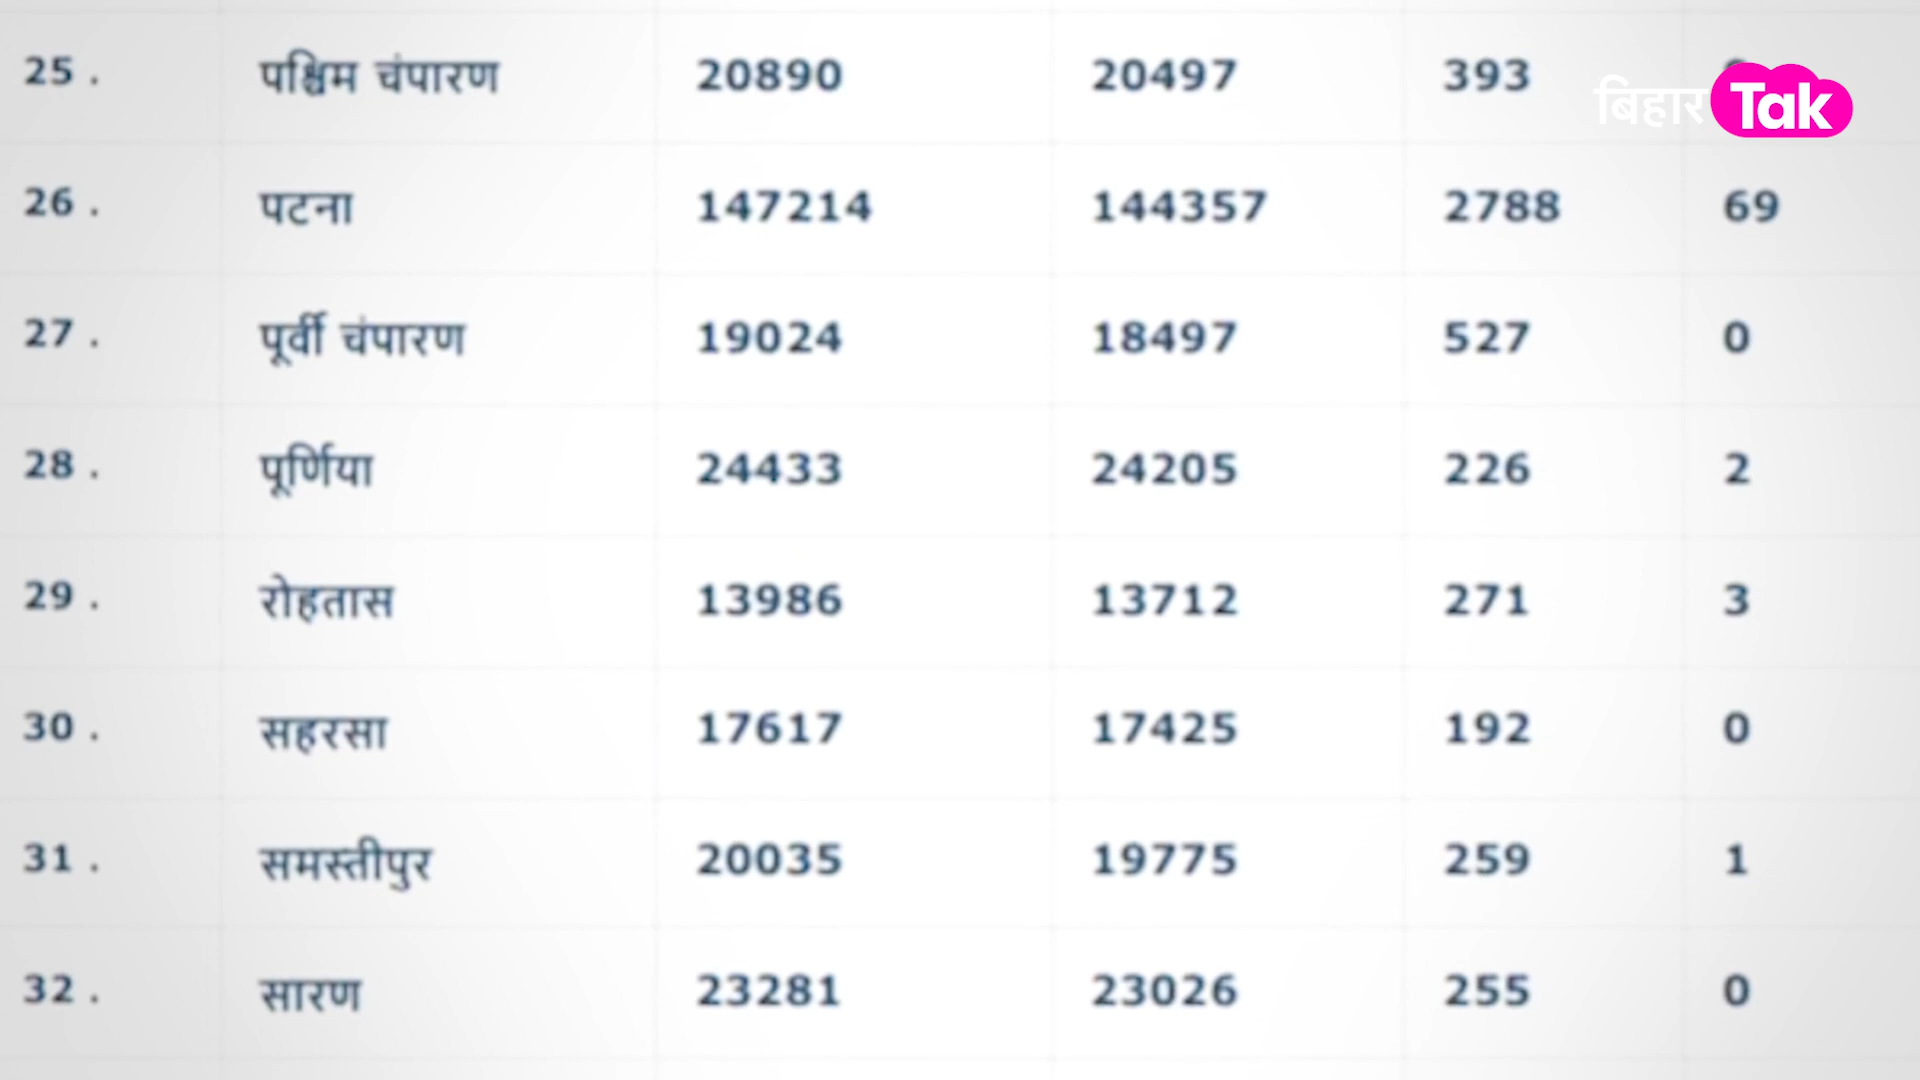 25 . पश्चिम चंपारण 20890 20497 393
बिहार Tak
26 . पटना 147214 144357 2788 69
27 . पूर्वी चंपारण 19024 18497 527 0
28 . पूर्णिया 24433 24205 226 2
29 . रोहतास 13986 13712 271 3
30 . सहरसा 17617 17425 192 0
31 . समस्तीपुर 20035 19775 259 1
32 . सारण 23281 23026 255 0